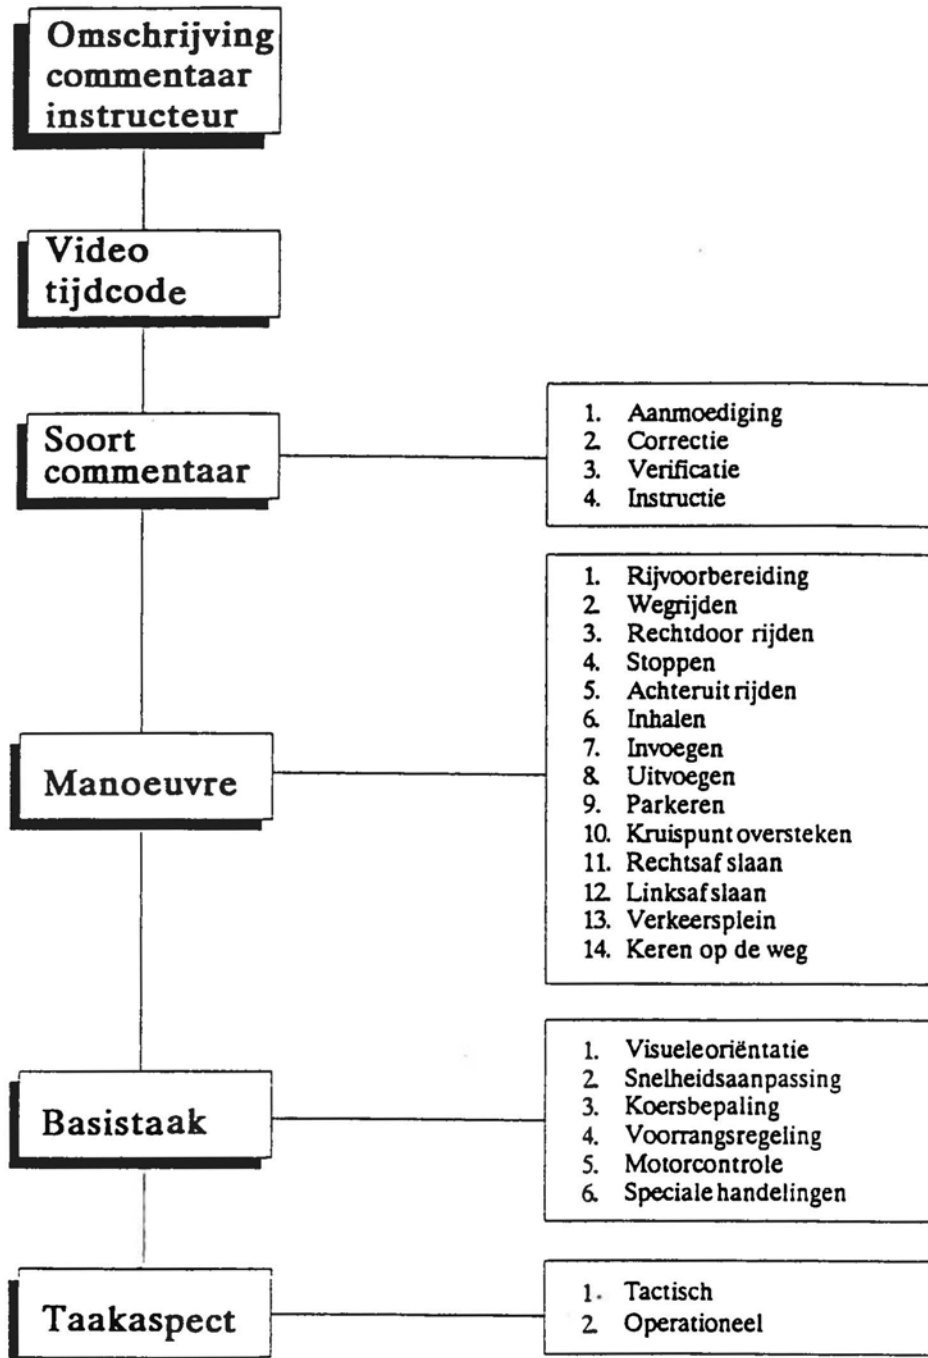 Omschrijving
commentaar
instructeur
Video
tijdcode
Soort
commentaar
1. Aanmoediging
2 Correctie
3. Verificatie
4. Instructie
Manoeuvre
1. Rijvoorbereiding
2 Wegrijden
3. Rechtdoor rijden
4. Stoppen
5. Achteruit rijden
6. Inhalen
7. Invoegen
8. Uitvoegen
9. Parkeren
10. Kruispunt oversteken
11. Rechtsaf slaan
12 Linksaf slaan
13. Verkeersplein
14. Keren op de weg
Basistaak
1. Visuele oriëntatie
2. Snelheidsaanpassing
3. Koersbepaling
4. Voorrangsregeling
5. Motorcontrole
6. Speciale handelingen
Taakaspect
1. Tactisch
2 Operationeel